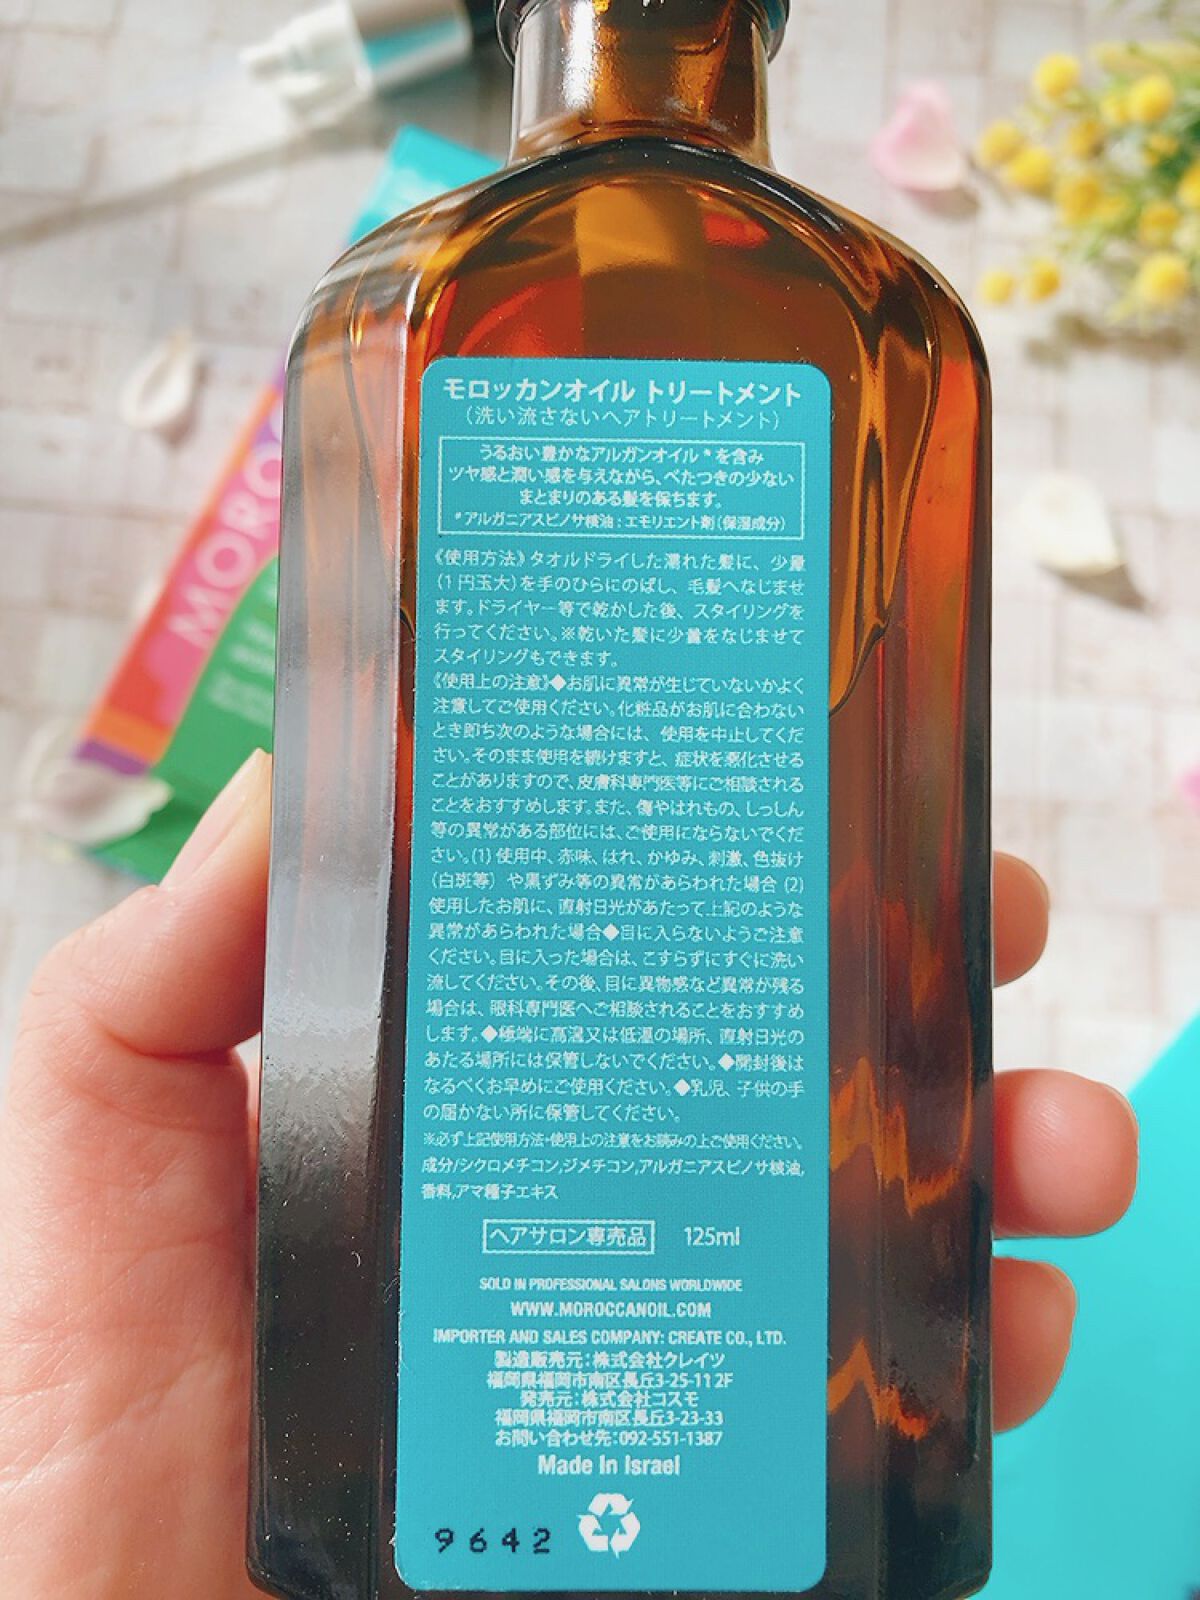 モロッカンオイル トリートメント
(洗い流さないヘアトリートメント)
うるおい豊かなアルガンオイル*を含み
ツヤ感と潤い感を与えながら、べたつきの少ない
まとまりのある髪を保ちます。
*アルガニアスピノサ核油:エモリエント剤(保湿成分)
《使用方法》タオルドライした濡れた髪に、少量
(1円玉大)を手のひらにのばし、毛髪へなじませ
ます。ドライヤー等で乾かした後、スタイリングを
行ってください。※乾いた髪に少量をなじませて
スタイリングもできます。
《使用上の注意》◆お肌に異常が生じていないかよく
注意してご使用ください。化粧品がお肌に合わない
とき即ち次のような場合には、使用を中止してくだ
さい。そのまま使用を続けますと、症状を悪化させる
ことがありますので、皮膚科専門医等にご相談される
ことをおすすめします。また、傷やはれもの、しっしん
等の異常がある部位には、ご使用にならないでくだ
さい。(1)使用中、赤味、はれ、かゆみ、刺激、色抜け
(白斑等)や黒ずみ等の異常があらわれた場合 (2)
使用したお肌に、直射日光があたって上記のような
異常があらわれた場合◆目に入らないようご注意
ください。目に入った場合は、こすらずにすぐに洗い
流してください。その後、目に異物感など異常が残る
場合は、眼科専門医へご相談されることをおすすめ
します。◆極端に高温又は低温の場所、直射日光の
あたる場所には保管しないでください。◆開封後は
なるべくお早めにご使用ください。◆乳児、子供の手
の届かない所に保管してください。
※必ず上記使用方法・使用上の注意をお読みの上ご使用ください。
成分/シクロメチコン,ジメチコン,アルガニアスピノサ核油,
香料,アマ種子エキス
ヘアサロン専売品 125ml
SOLD IN PROFESSIONAL SALONS WORLDWIDE
WWW.MOROCCANOIL.COM
IMPORTER AND SALES COMPANY: CREATE CO., LTD.
製造販売元:株式会社クレイツ
福岡県福岡市南区長丘3-25-11 2F
発売元:株式会社コスモ
福岡県福岡市南区長丘3-23-33
お問い合わせ先:092-551-1387
Made In Israel
9642
MORO